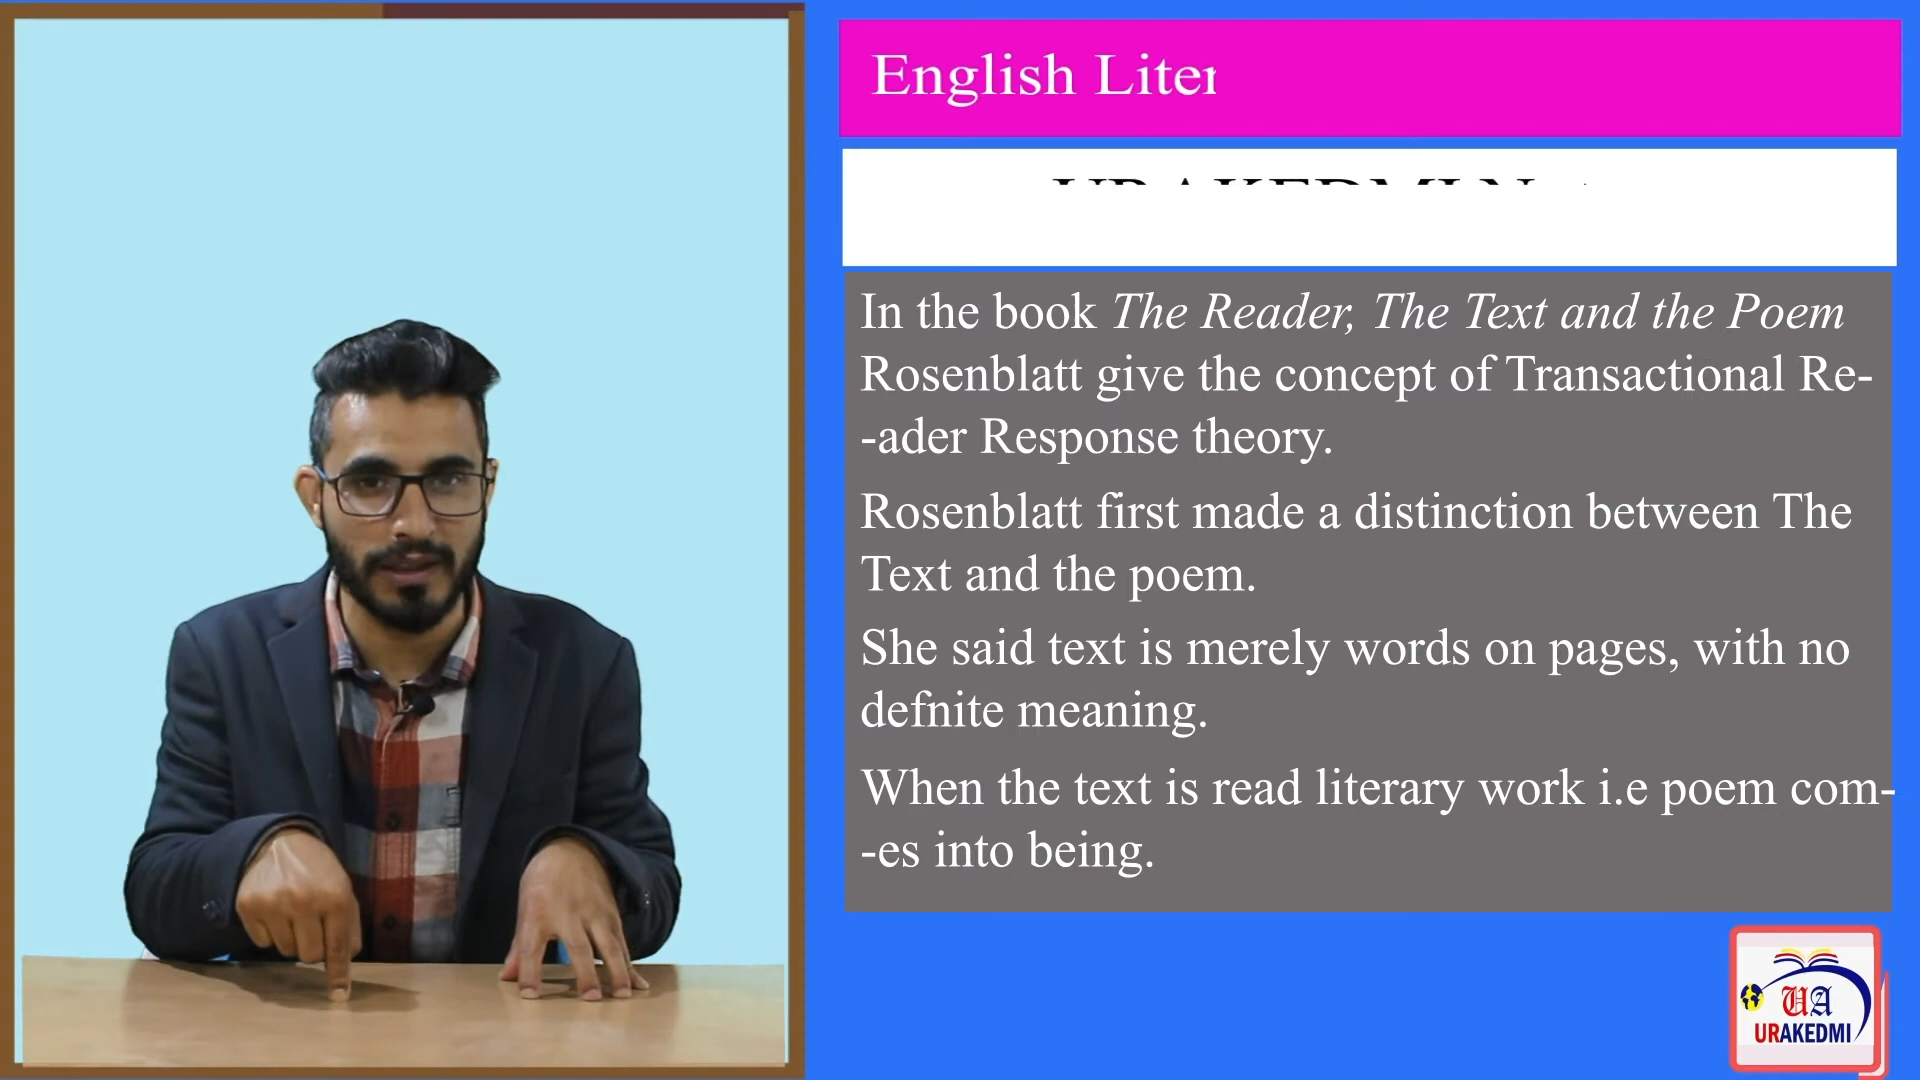 English Liter
In the book The Reader, The Text and the Poem
Rosenblatt give the concept of Transactional Re-
-ader Response theory.
Rosenblatt first made a distinction between The
Text and the poem.
She said text is merely words on pages, with no
defnite meaning.
When the text is read literary work i.e poem com-
-es into being.
UA
URAKEDMI